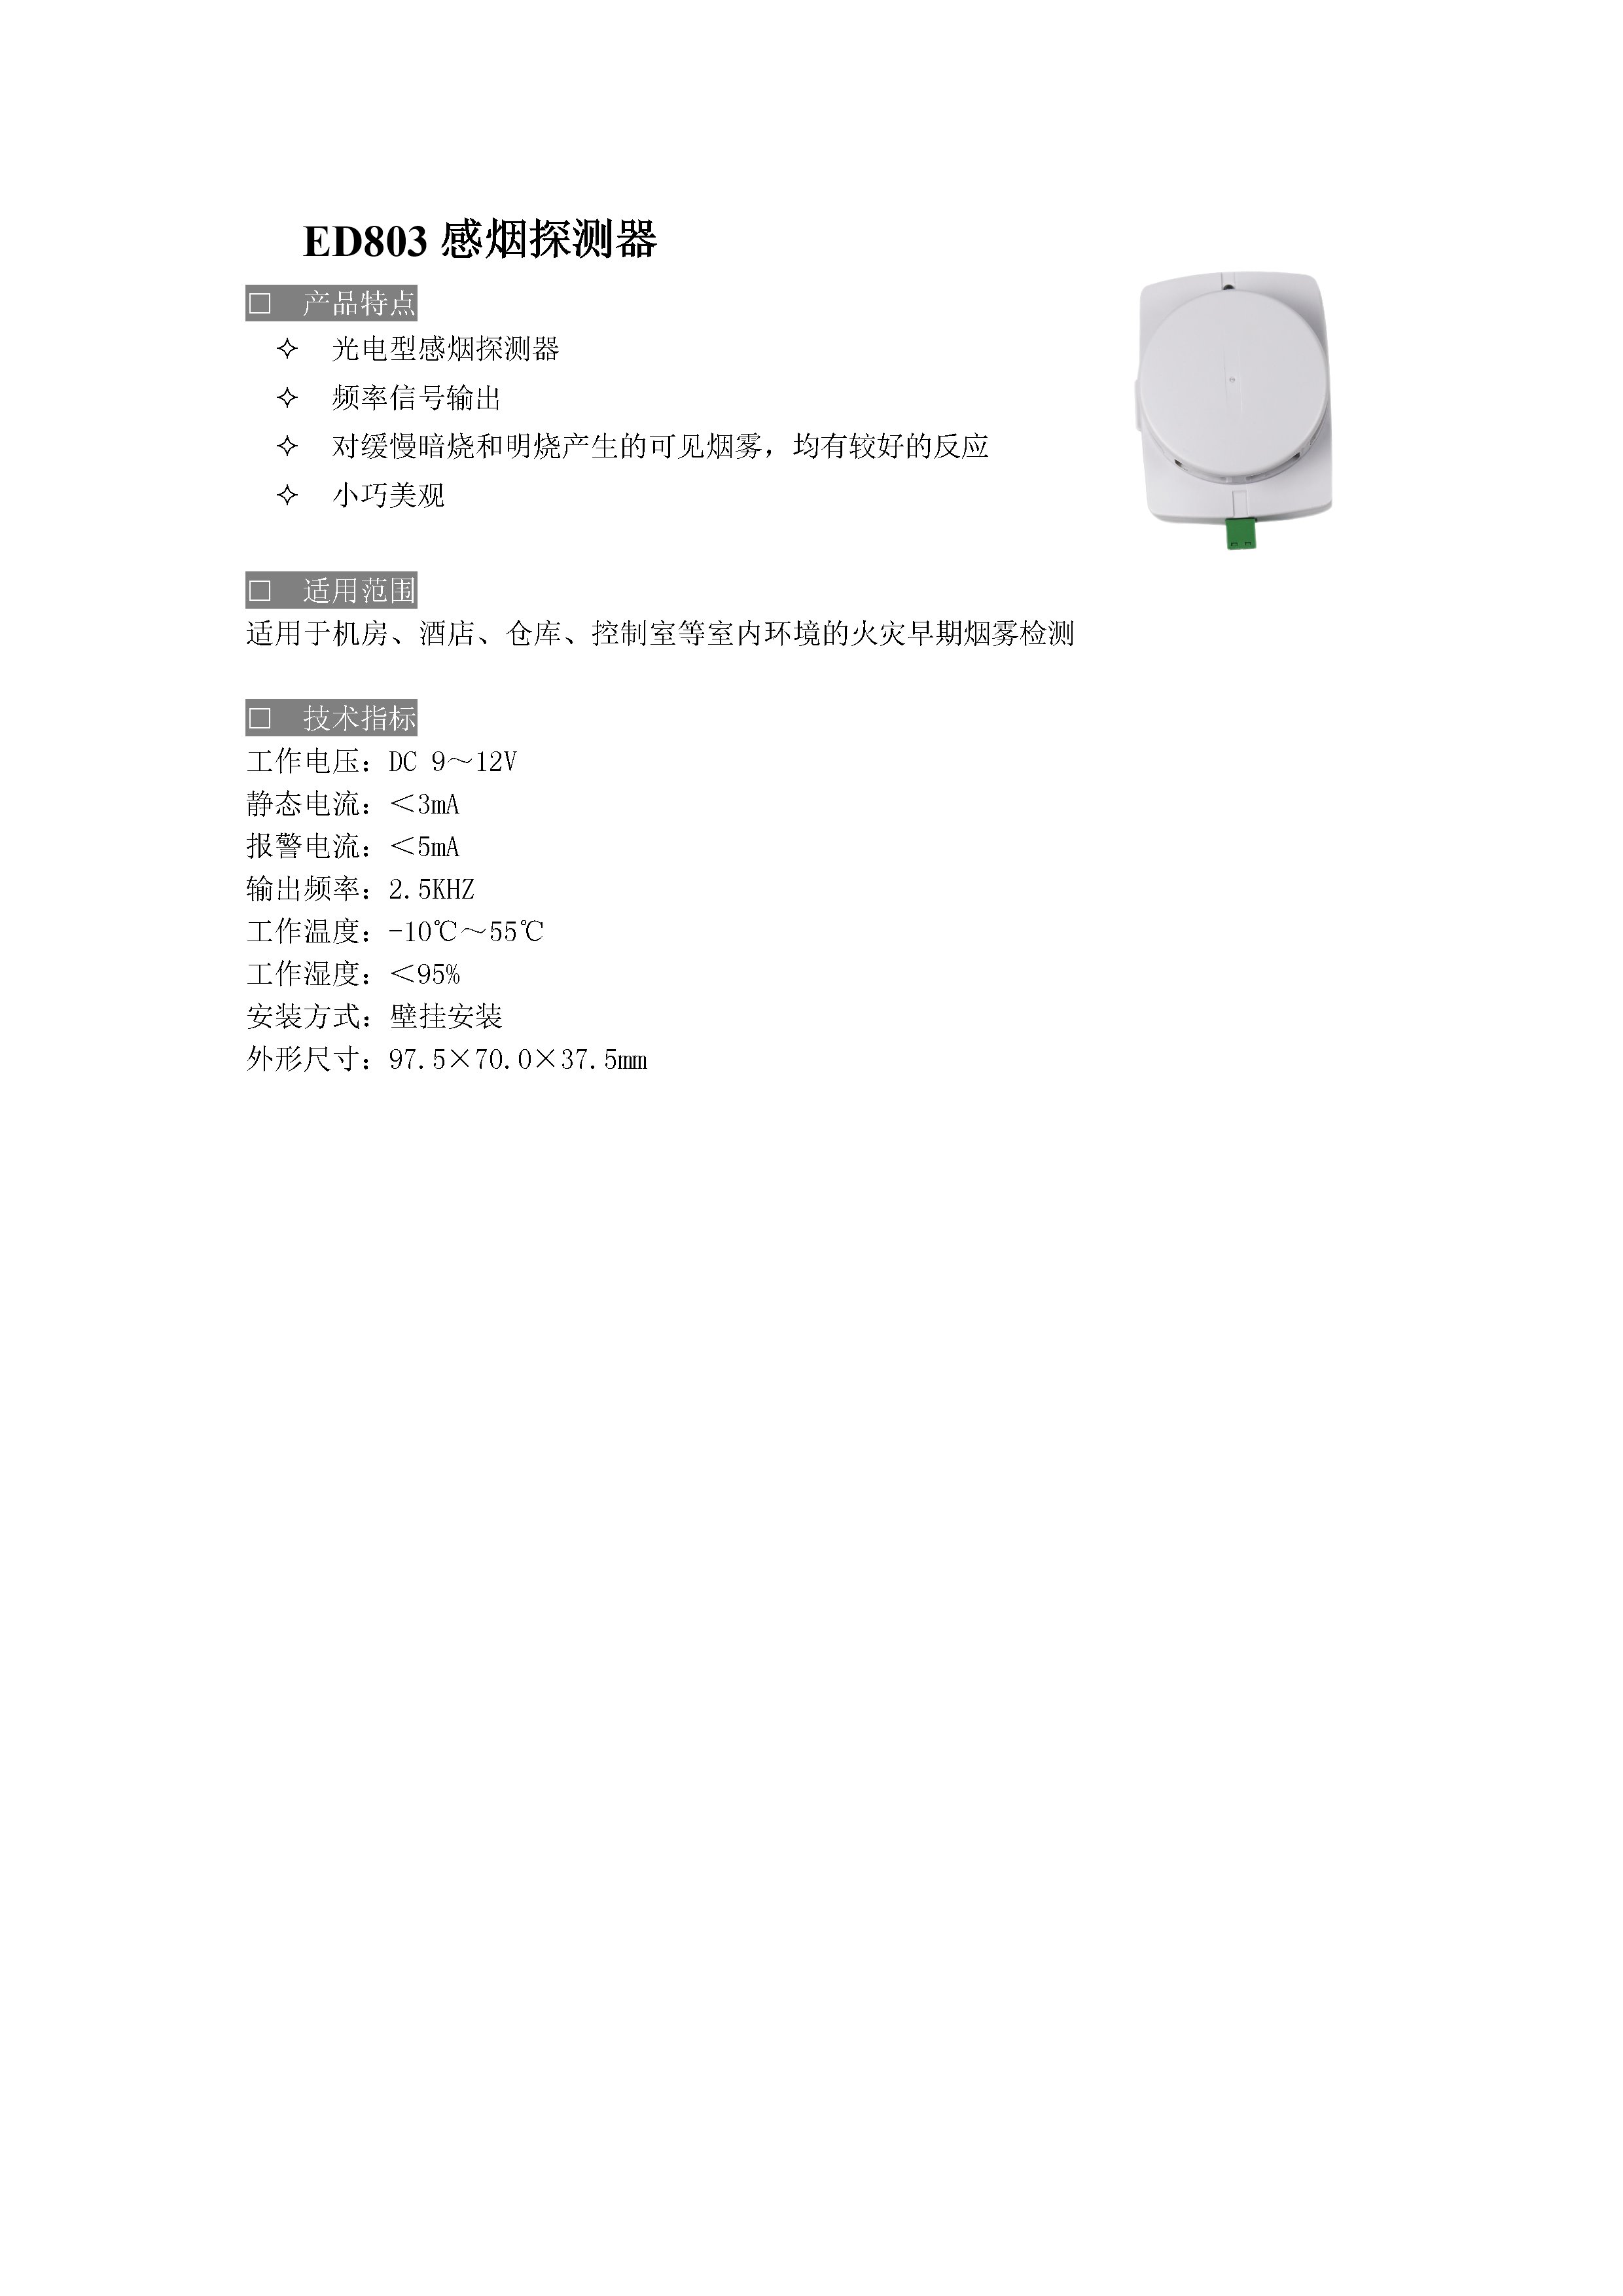 ED803 感烟探测器
□ 产品特点
✧ 光电型感烟探测器
✧ 频率信号输出
✧ 对缓慢暗烧和明烧产生的可见烟雾，均有较好的反应
✧ 小巧美观
□ 适用范围
适用于机房、酒店、仓库、控制室等室内环境的火灾早期烟雾检测
□ 技术指标
工作电压：DC 9～12V
静态电流：＜3mA
报警电流：＜5mA
输出频率：2.5KHZ
工作温度：-10℃～55℃
工作湿度：＜95%
安装方式：壁挂安装
外形尺寸：97.5×70.0×37.5mm